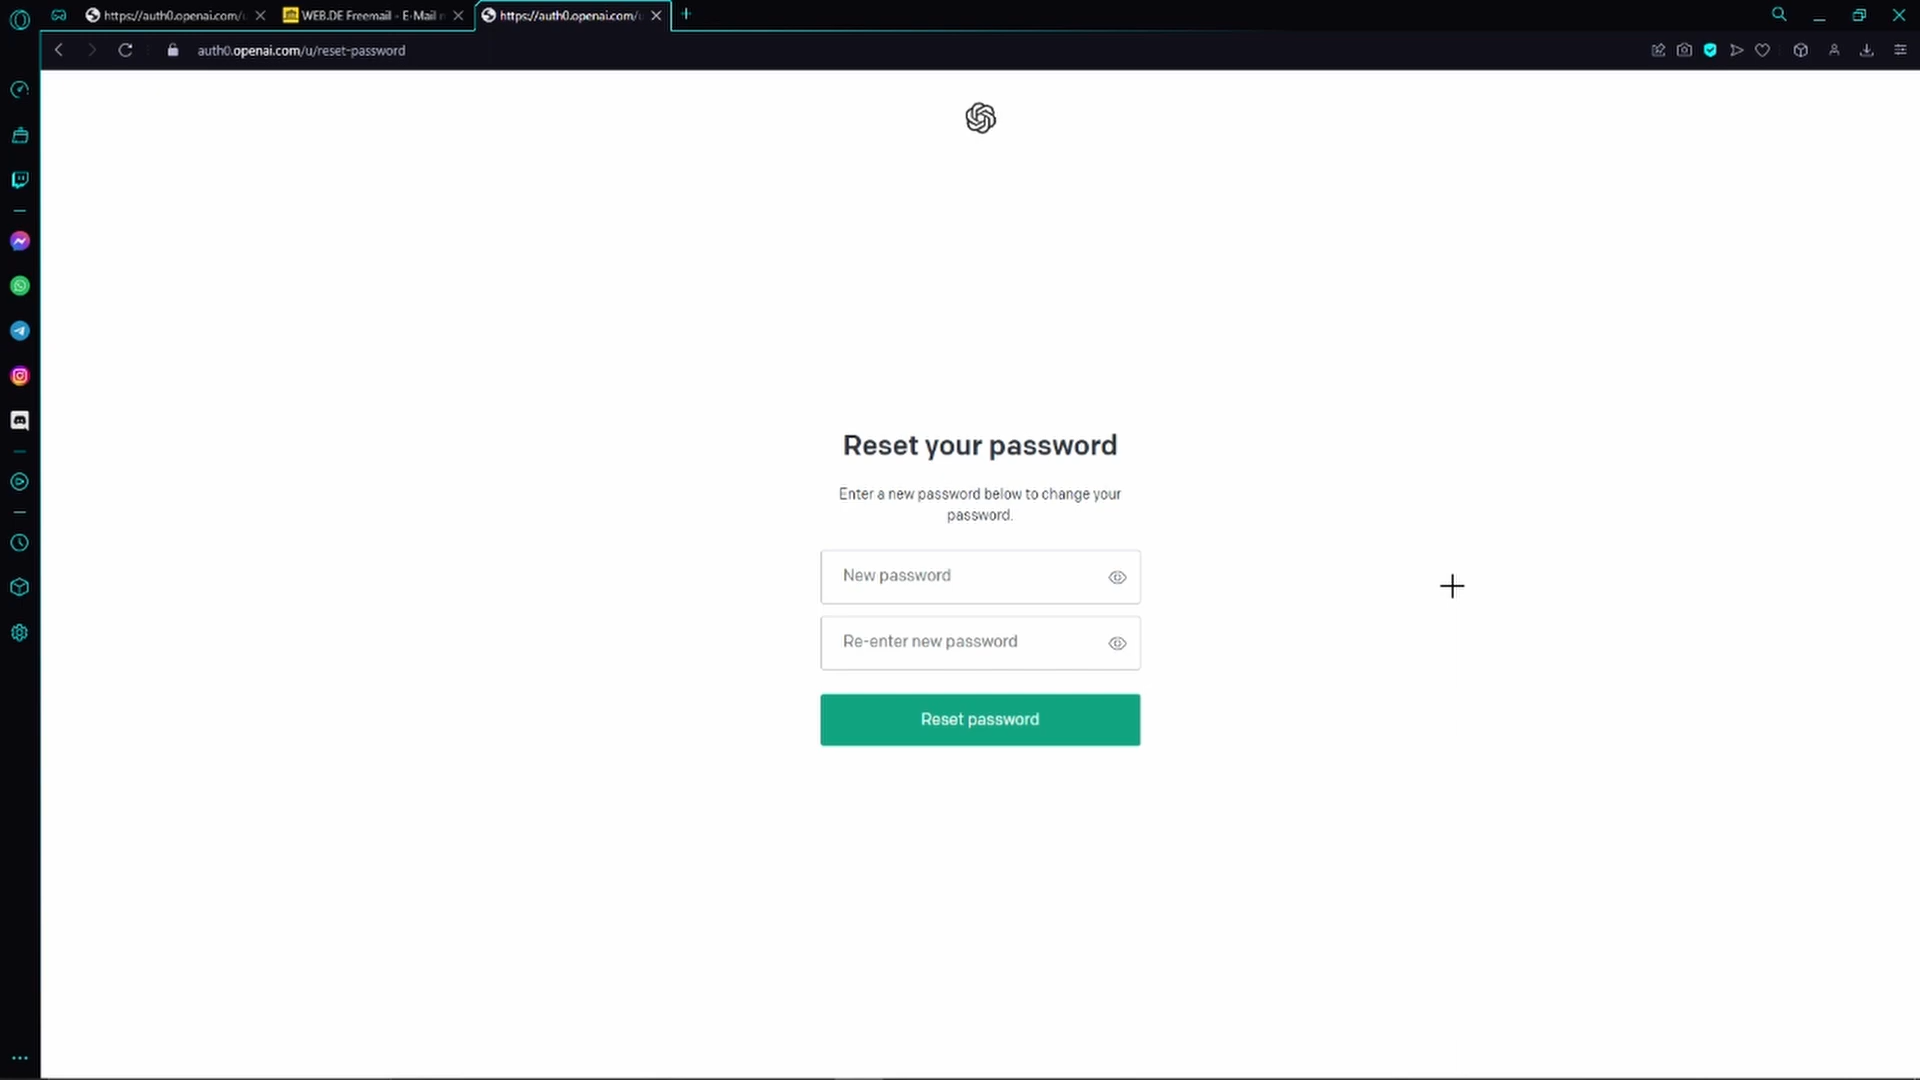 https://auth0.openai.com/u
WEB.DE Freemail - E-Mail n
https://auth0.openai.com/u
auth0.openai.com/u/reset-password
Reset your password
Enter a new password below to change your
password.
New password
Re-enter new password
Reset password